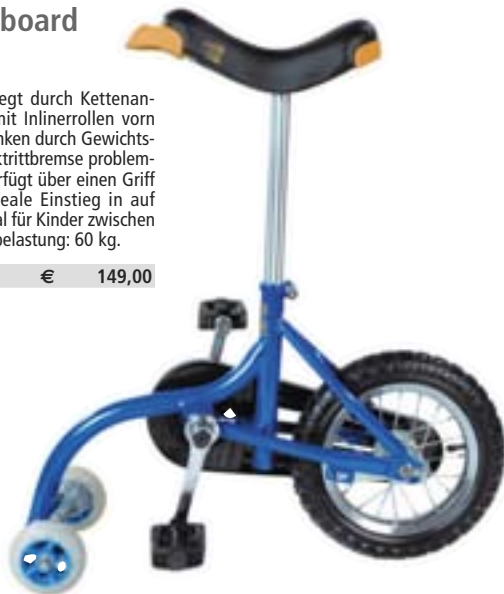 board
egt durch Kettenan-
mit Inlinerrollen vorn
nken durch Gewichts-
ktrittbremse problem-
rfügt über einen Griff
eale Einstieg in auf
al für Kinder zwischen
belastung: 60 kg.
€ 149,00